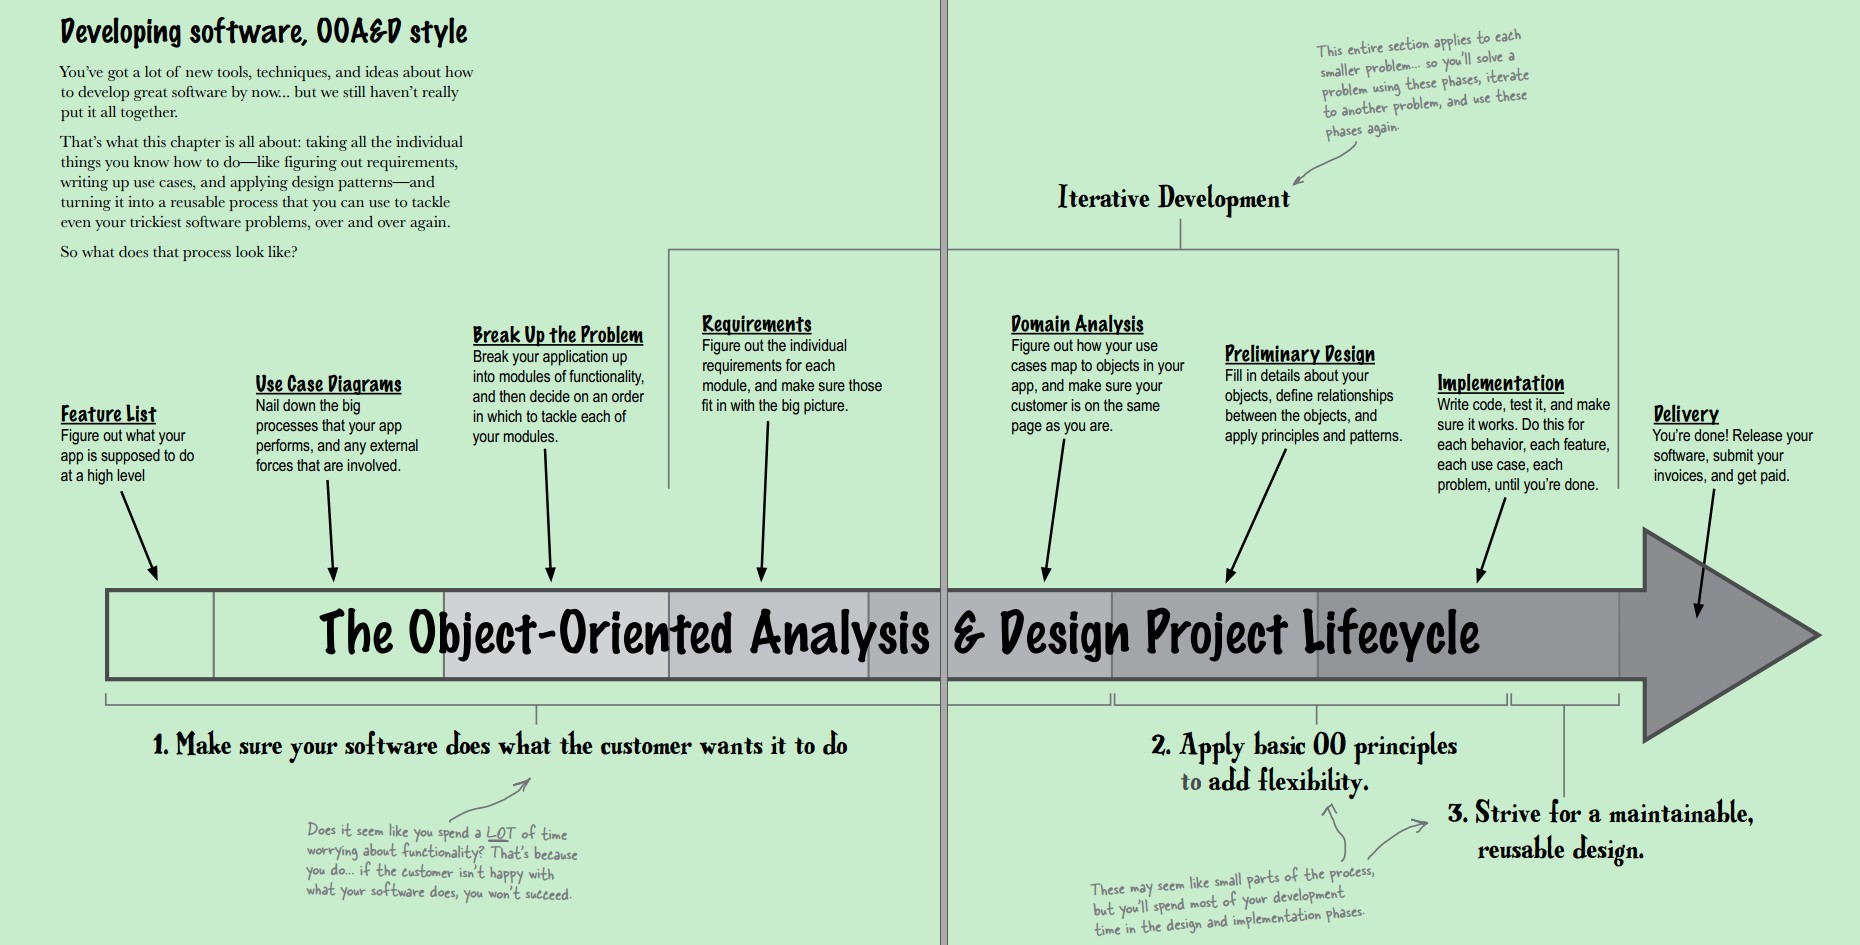 Developing software, OOA&D style
You've got a lot of new tools, techniques, and ideas about how
to develop great software by now... but we still haven't really
put it all together.
That's what this chapter is all about: taking all the individual
things you know how to do—like figuring out requirements,
writing up use cases, and applying design patterns—and
turning it into a reusable process that you can use to tackle
even your trickiest software problems, over and over again.
So what does that process look like?
This entire section applies to each
smaller problem... so you'll solve a
problem using these phases, iterate
to another problem, and use these
phases again.
Iterative Development
Feature List
Figure out what your
app is supposed to do
at a high level
Use Case Diagrams
Nail down the big
processes that your app
performs, and any external
forces that are involved.
Break Up the Problem
Break your application up
into modules of functionality,
and then decide on an order
in which to tackle each of
your modules.
Requirements
Figure out the individual
requirements for each
module, and make sure those
fit in with the big picture.
Domain Analysis
Figure out how your use
cases map to objects in your
app, and make sure your
customer is on the same
page as you are.
Preliminary Design
Fill in details about your
objects, define relationships
between the objects, and
apply principles and patterns.
Implementation
Write code, test it, and make
sure it works. Do this for
each behavior, each feature,
each use case, each
problem, until you're done.
Delivery
You're done! Release your
software, submit your
invoices, and get paid.
The Object-Oriented Analysis & Design Project Lifecycle
1. Make sure your software does what the customer wants it to do
Does it seem like you spend a LOT of time
worrying about functionality? That's because
you do... if the customer isn't happy with
what your software does, you won't succeed.
2. Apply basic OO principles
to add flexibility.
3. Strive for a maintainable,
reusable design.
These may seem like small parts of the process,
but you'll spend most of your development
time in the design and implementation phases.